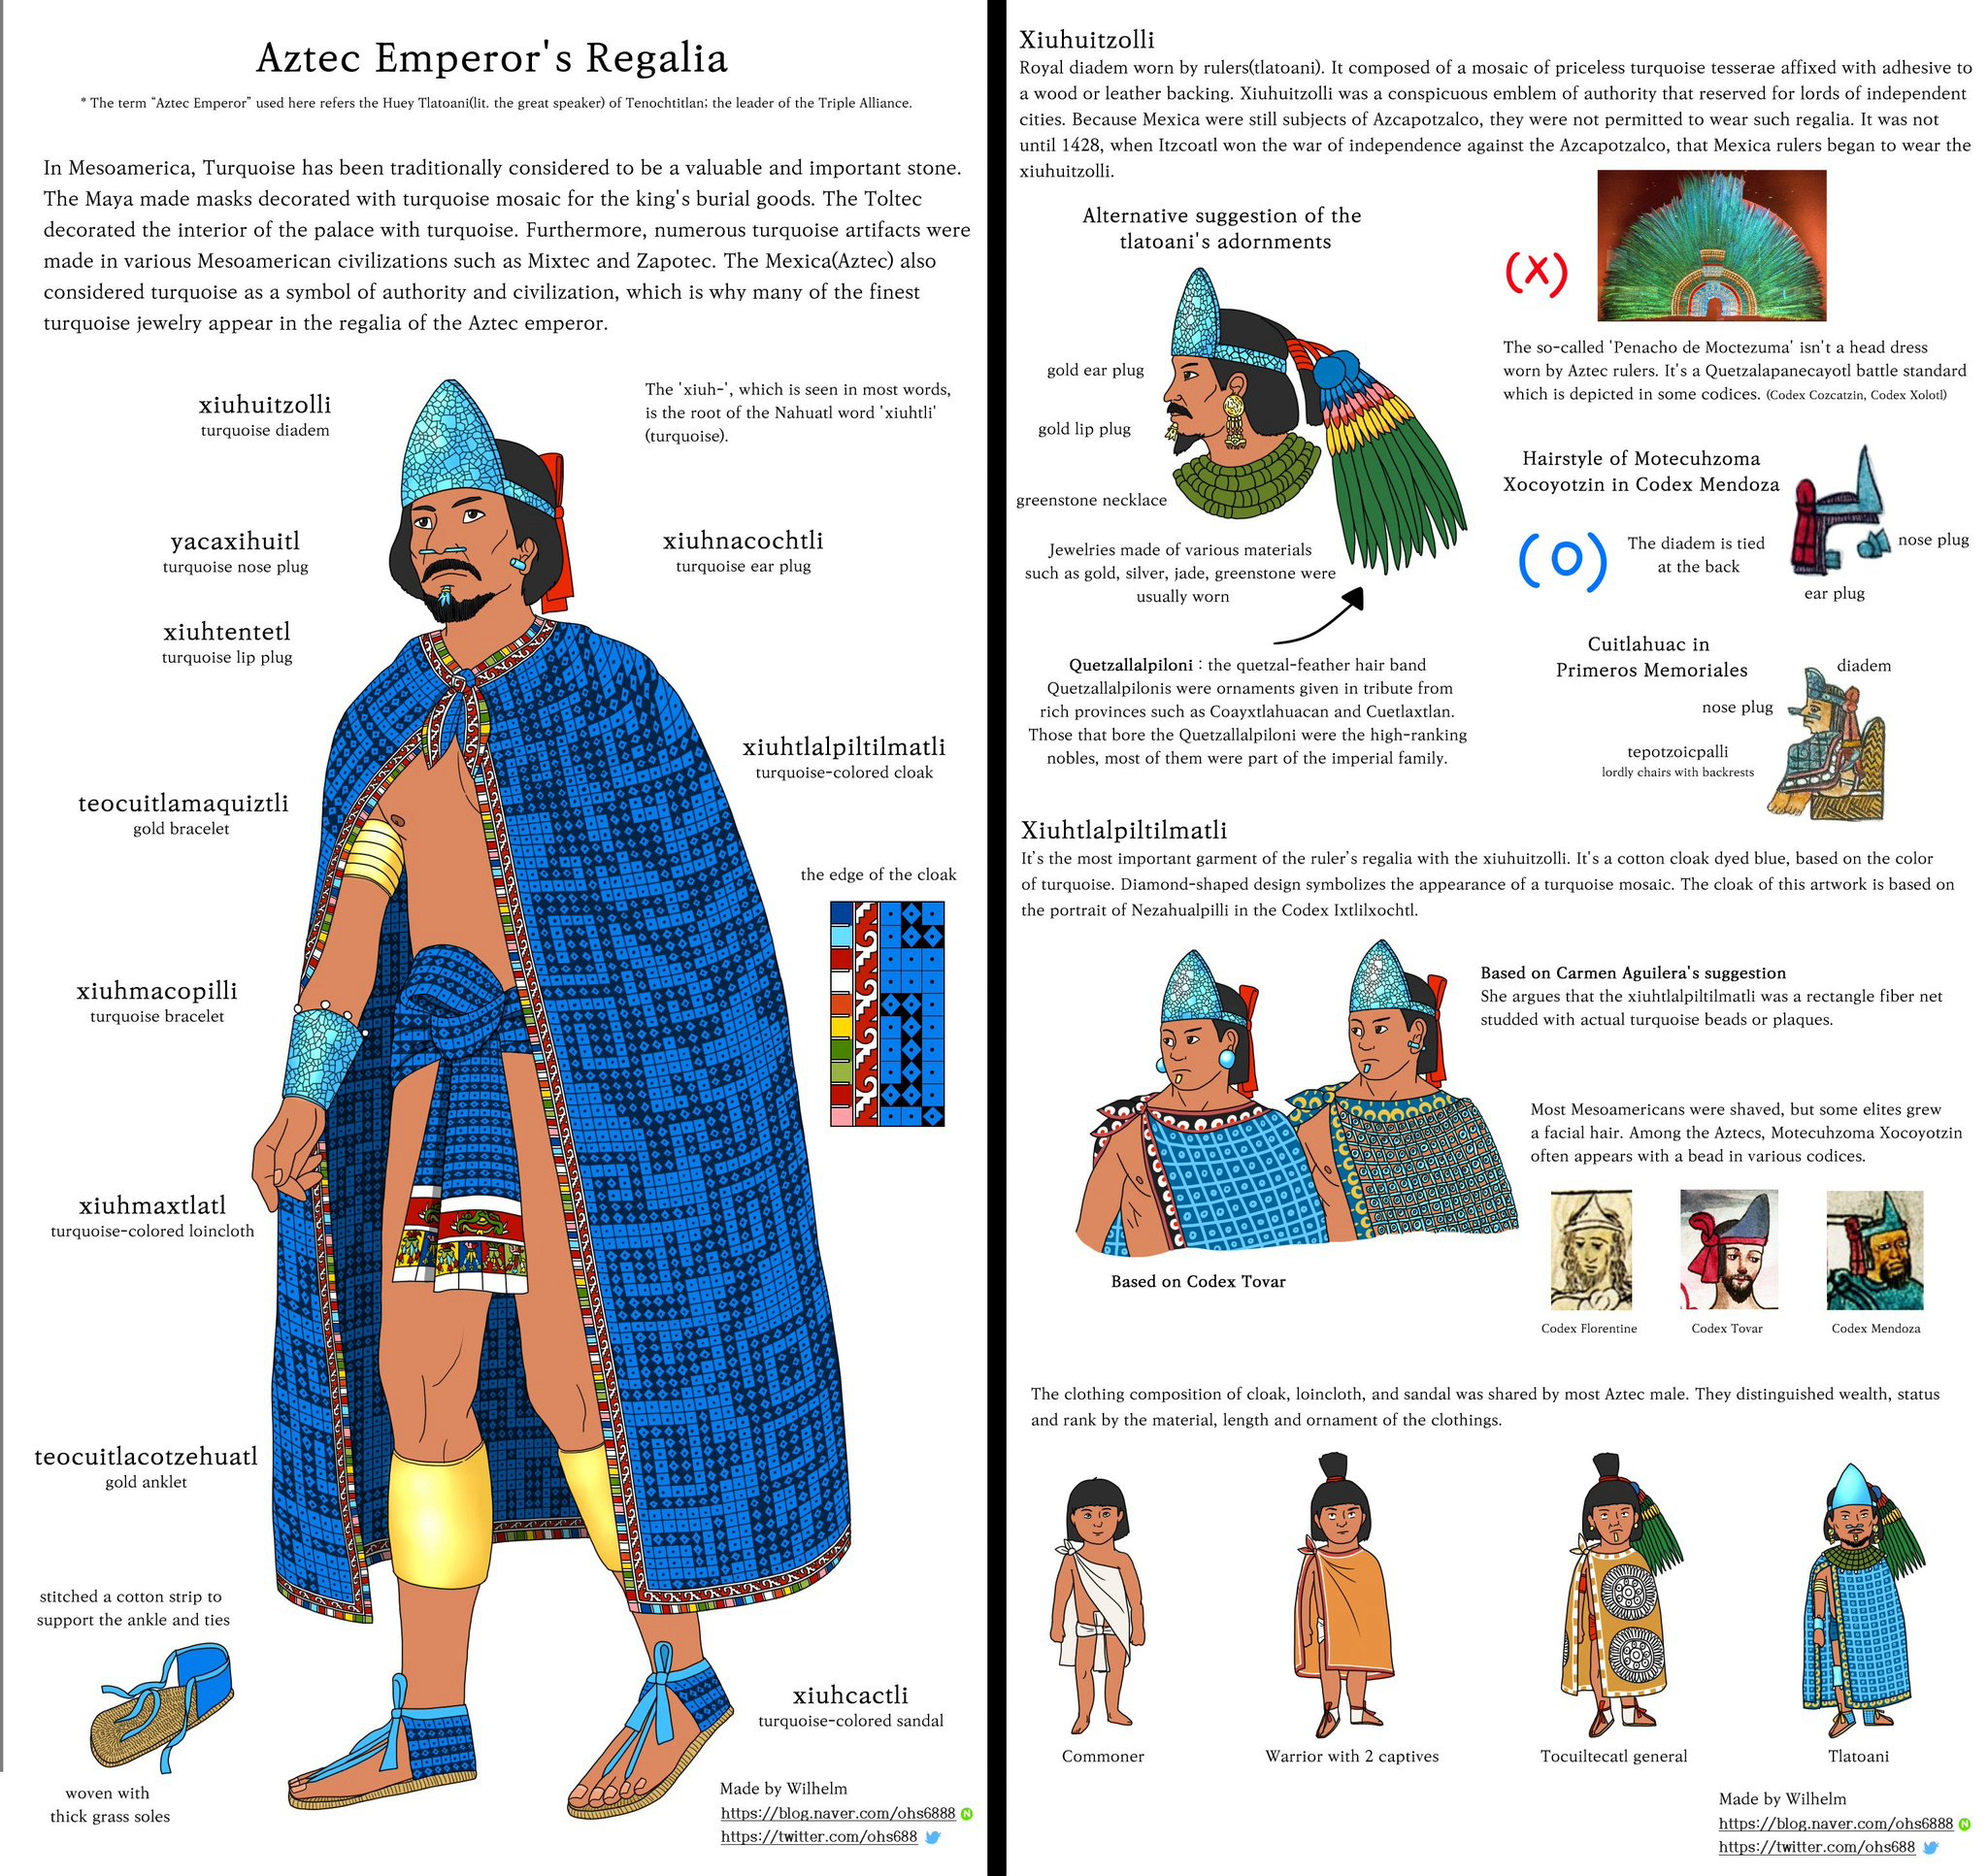 Aztec Emperor's Regalia
* The term “Aztec Emperor” used here refers the Huey Tlatoani(lit. the great speaker) of Tenochtitlan; the leader of the Triple Alliance.
In Mesoamerica, Turquoise has been traditionally considered to be a valuable and important stone.
The Maya made masks decorated with turquoise mosaic for the king's burial goods. The Toltec
decorated the interior of the palace with turquoise. Furthermore, numerous turquoise artifacts were
made in various Mesoamerican civilizations such as Mixtec and Zapotec. The Mexica(Aztec) also
considered turquoise as a symbol of authority and civilization, which is why many of the finest
turquoise jewelry appear in the regalia of the Aztec emperor.
The 'xiuh-', which is seen in most words,
is the root of the Nahuatl word 'xiuhtli'
(turquoise).
xiuhuitzolli
turquoise diadem
yacaxihuitl
turquoise nose plug
xiuhnacochtli
turquoise ear plug
xiuhtentetl
turquoise lip plug
xiuhtlalpiltilmatli
turquoise-colored cloak
teocuitlamaquiztli
gold bracelet
the edge of the cloak
xiuhmacopilli
turquoise bracelet
xiuhmaxtlatl
turquoise-colored loincloth
teocuitlacotzehuatl
gold anklet
stitched a cotton strip to
support the ankle and ties
woven with
thick grass soles
xiuhcactli
turquoise-colored sandal
Made by Wilhelm
https://blog.naver.com/ohs6888
https://twitter.com/ohs688
Xiuhuitzolli
Royal diadem worn by rulers(tlatoani). It composed of a mosaic of priceless turquoise tesserae affixed with adhesive to
a wood or leather backing. Xiuhuitzolli was a conspicuous emblem of authority that reserved for lords of independent
cities. Because Mexica were still subjects of Azcapotzalco, they were not permitted to wear such regalia. It was not
until 1428, when Itzcoatl won the war of independence against the Azcapotzalco, that Mexica rulers began to wear the
xiuhuitzolli.
Alternative suggestion of the
tlatoani's adornments
gold ear plug
gold lip plug
greenstone necklace
Jewelries made of various materials
such as gold, silver, jade, greenstone were
usually worn
Quetzallalpiloni : the quetzal-feather hair band
Quetzallalpilonis were ornaments given in tribute from
rich provinces such as Coayxtlahuacan and Cuetlaxtlan.
Those that bore the Quetzallalpiloni were the high-ranking
nobles, most of them were part of the imperial family.
(X)
The so-called 'Penacho de Moctezuma' isn't a head dress
worn by Aztec rulers. It's a Quetzalapanecayotl battle standard
which is depicted in some codices. (Codex Cozcatzin, Codex Xolotl)
Hairstyle of Motecuhzoma
Xocoyotzin in Codex Mendoza
(O)
The diadem is tied
at the back
nose plug
ear plug
Cuitlahuac in
Primeros Memoriales
diadem
nose plug
tepotzoicpalli
lordly chairs with backrests
Xiuhtlalpiltilmatli
It's the most important garment of the ruler's regalia with the xiuhuitzolli. It's a cotton cloak dyed blue, based on the color
of turquoise. Diamond-shaped design symbolizes the appearance of a turquoise mosaic. The cloak of this artwork is based on
the portrait of Nezahualpilli in the Codex Ixtlilxochtl.
Based on Carmen Aguilera's suggestion
She argues that the xiuhtlalpiltilmatli was a rectangle fiber net
studded with actual turquoise beads or plaques.
Based on Codex Tovar
Most Mesoamericans were shaved, but some elites grew
a facial hair. Among the Aztecs, Motecuhzoma Xocoyotzin
often appears with a bead in various codices.
Codex Florentine
Codex Tovar
Codex Mendoza
The clothing composition of cloak, loincloth, and sandal was shared by most Aztec male. They distinguished wealth, status
and rank by the material, length and ornament of the clothings.
Commoner
Warrior with 2 captives
Tocuiltecatl general
Tlatoani
Made by Wilhelm
https://blog.naver.com/ohs6888
https://twitter.com/ohs688